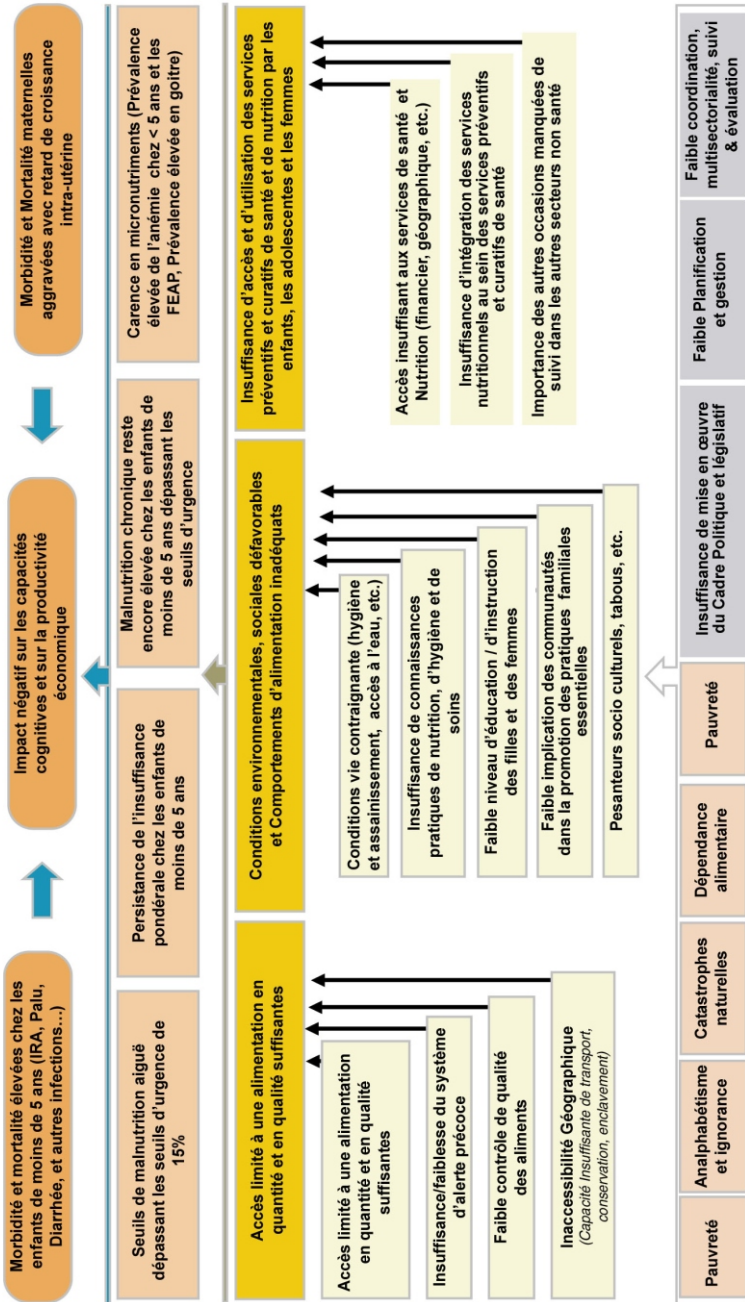 Morbidité et mortalité élevées chez les
enfants de moins de 5 ans (IRA, Palu,
Diarrhée, et autres infections...)
Impact négatif sur les capacités
cognitives et sur la productivité
économique
Morbidité et Mortalité maternelles
aggravées avec retard de croissance
intra-utérine
Seuils de malnutrition aiguë
dépassant les seuils d'urgence de
15%
Persistance de l'insuffisance
pondérale chez les enfants de
moins de 5 ans
Malnutrition chronique reste
encore élevée chez les enfants de
moins de 5 ans dépassant les
seuils d'urgence
Carence en micronutriments (Prévalence
élevée de l'anémie chez < 5 ans et les
FEAP, Prévalence élevée en goitre)
Accès limité à une alimentation en
quantité et en qualité suffisantes
Conditions environnementales, sociales défavorables
et Comportements d'alimentation inadéquats
Insuffisance d'accès et d'utilisation des services
préventifs et curatifs de santé et de nutrition par les
enfants, les adolescentes et les femmes
Accès limité à une alimentation
en quantité et en qualité
suffisantes
Insuffisance/faiblesse du système
d'alerte précoce
Faible contrôle de qualité
des aliments
Inaccessibilité Géographique
(Capacité Insuffisante de transport,
conservation, enclavement)
Conditions vie contraignante (hygiène
et assainissement, accès à l'eau, etc.)
Insuffisance de connaissances
pratiques de nutrition, d'hygiène et de
soins
Faible niveau d'éducation / d'instruction
des filles et des femmes
Faible implication des communautés
dans la promotion des pratiques familiales
essentielles
Pesanteurs socio culturels, tabous, etc.
Accès insuffisant aux services de santé et
Nutrition (financier, géographique, etc.)
Insuffisance d'intégration des services
nutritionnels au sein des services préventifs
et curatifs de santé
Importance des autres occasions manquées de
suivi dans les autres secteurs non santé
Pauvreté
Analphabétisme
et ignorance
Catastrophes
naturelles
Dépendance
alimentaire
Pauvreté
Insuffisance de mise en œuvre
du Cadre Politique et législatif
Faible Planification
et gestion
Faible coordination,
multisectorialité, suivi
& évaluation